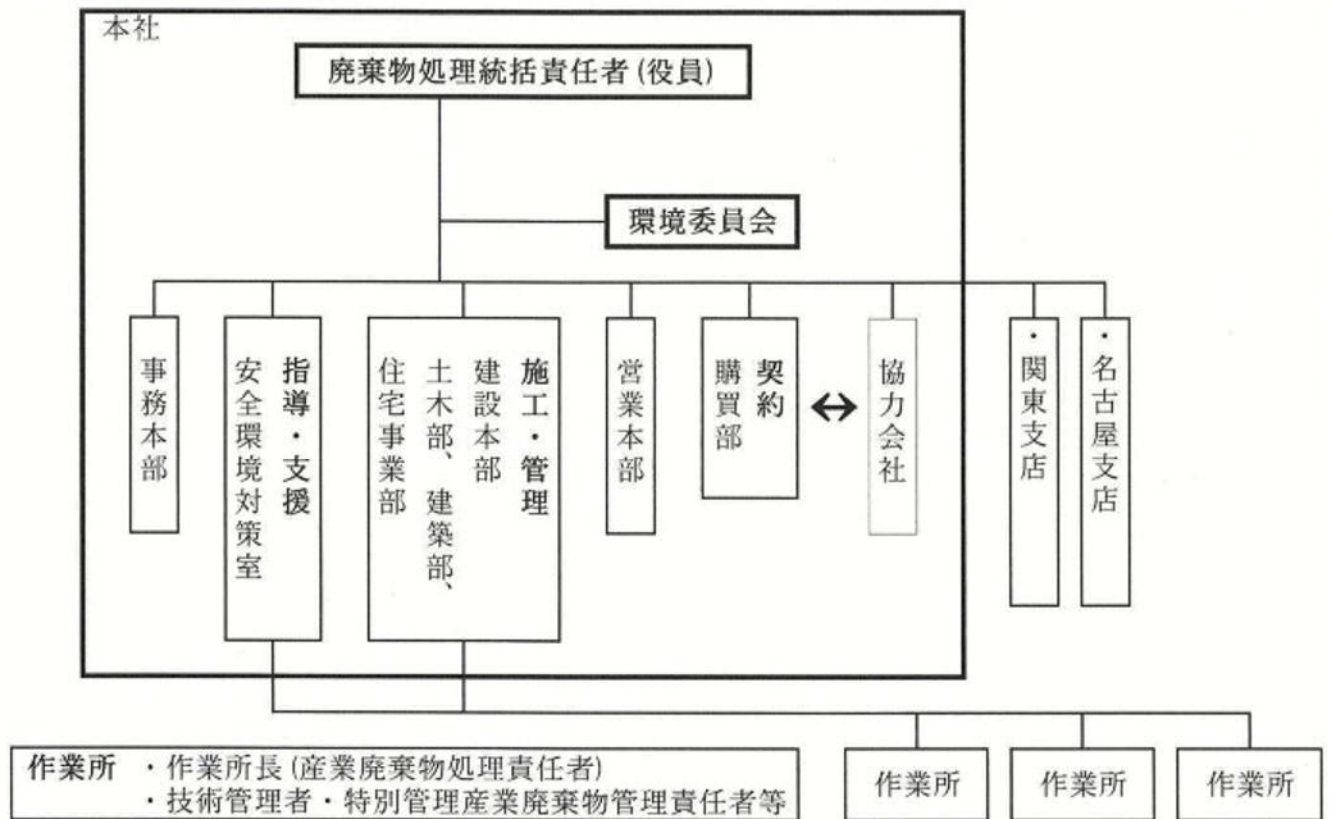 本社
廃棄物処理統括責任者(役員)
環境委員会
事務本部
指導・支援
安全環境対策室
施工・管理
建設本部
土木部、建築部、
住宅事業部
営業本部
契約
購買部
↔
協力会社
・関東支店
・名古屋支店
作業所 ・作業所長(産業廃棄物処理責任者)
・技術管理者・特別管理産業廃棄物管理責任者等
作業所
作業所
作業所